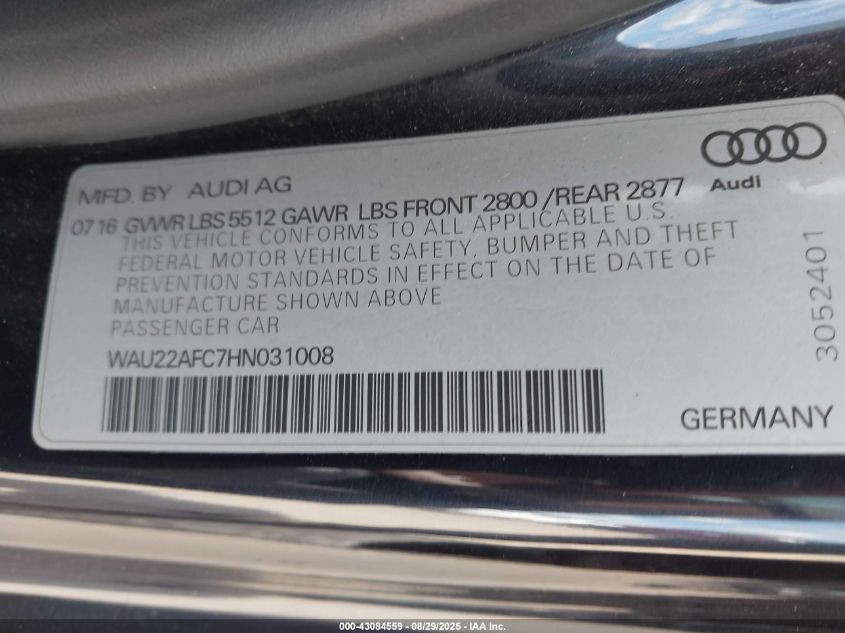 MFD. BY AUDI AG
Audi
07 16 GVWR LBS 5512 GAWR LBS FRONT 2800 /REAR 2877
THIS VEHICLE CONFORMS TO ALL APPLICABLE U.S.
FEDERAL MOTOR VEHICLE SAFETY, BUMPER AND THEFT
PREVENTION STANDARDS IN EFFECT ON THE DATE OF
MANUFACTURE SHOWN ABOVE
PASSENGER CAR
WAU22AFC7HN031008
3052401
GERMANY
000-43084559 - 08/29/2025 - IAA Inc.